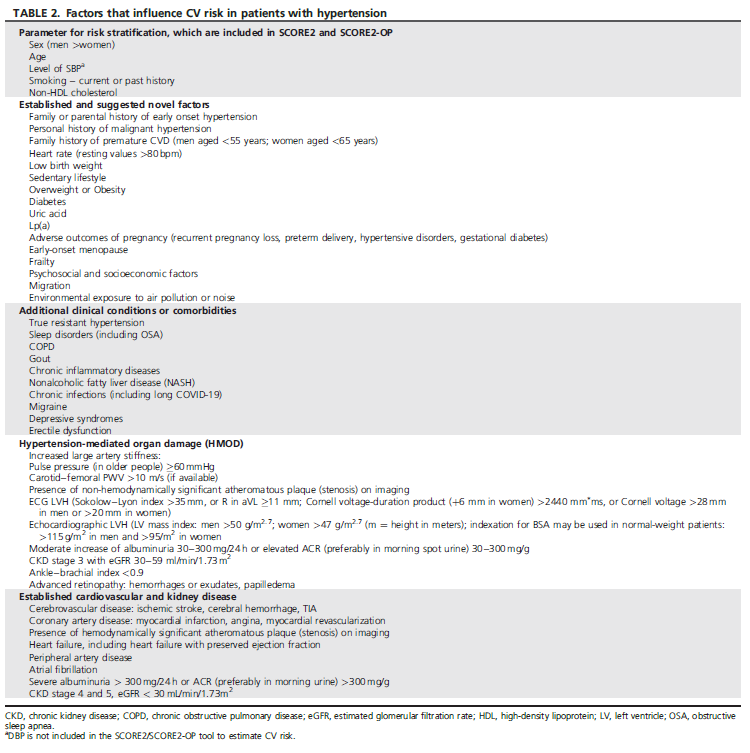 TABLE 2. Factors that influence CV risk in patients with hypertension
Parameter for risk stratification, which are included in SCORE2 and SCORE2-OP
Sex (men >women)
Age
Level of SBPᵃ
Smoking – current or past history
Non-HDL cholesterol
Established and suggested novel factors
Family or parental history of early onset hypertension
Personal history of malignant hypertension
Family history of premature CVD (men aged <55 years; women aged <65 years)
Heart rate (resting values >80 bpm)
Low birth weight
Sedentary lifestyle
Overweight or Obesity
Diabetes
Uric acid
Lp(a)
Adverse outcomes of pregnancy (recurrent pregnancy loss, preterm delivery, hypertensive disorders, gestational diabetes)
Early-onset menopause
Frailty
Psychosocial and socioeconomic factors
Migration
Environmental exposure to air pollution or noise
Additional clinical conditions or comorbidities
True resistant hypertension
Sleep disorders (including OSA)
COPD
Gout
Chronic inflammatory diseases
Nonalcoholic fatty liver disease (NASH)
Chronic infections (including long COVID-19)
Migraine
Depressive syndromes
Erectile dysfunction
Hypertension-mediated organ damage (HMOD)
Increased large artery stiffness:
Pulse pressure (in older people) ≥60 mmHg
Carotid–femoral PWV >10 m/s (if available)
Presence of non-hemodynamically significant atheromatous plaque (stenosis) on imaging
ECG LVH (Sokolow–Lyon index >35 mm, or R in aVL ≥11 mm; Cornell voltage-duration product (+6 mm in women) >2440 mm*ms, or Cornell voltage >28 mm
in men or >20 mm in women)
Echocardiographic LVH (LV mass index: men >50 g/m²·⁷; women >47 g/m²·⁷ (m = height in meters); indexation for BSA may be used in normal-weight patients:
>115 g/m² in men and >95/m² in women
Moderate increase of albuminuria 30–300 mg/24 h or elevated ACR (preferably in morning spot urine) 30–300 mg/g
CKD stage 3 with eGFR 30–59 ml/min/1.73 m²
Ankle–brachial index <0.9
Advanced retinopathy: hemorrhages or exudates, papilledema
Established cardiovascular and kidney disease
Cerebrovascular disease: ischemic stroke, cerebral hemorrhage, TIA
Coronary artery disease: myocardial infarction, angina, myocardial revascularization
Presence of hemodynamically significant atheromatous plaque (stenosis) on imaging
Heart failure, including heart failure with preserved ejection fraction
Peripheral artery disease
Atrial fibrillation
Severe albuminuria > 300 mg/24 h or ACR (preferably in morning urine) >300 mg/g
CKD stage 4 and 5, eGFR < 30 mL/min/1.73m²
CKD, chronic kidney disease; COPD, chronic obstructive pulmonary disease; eGFR, estimated glomerular filtration rate; HDL, high-density lipoprotein; LV, left ventricle; OSA, obstructive
sleep apnea.
ᵃDBP is not included in the SCORE2/SCORE2-OP tool to estimate CV risk.